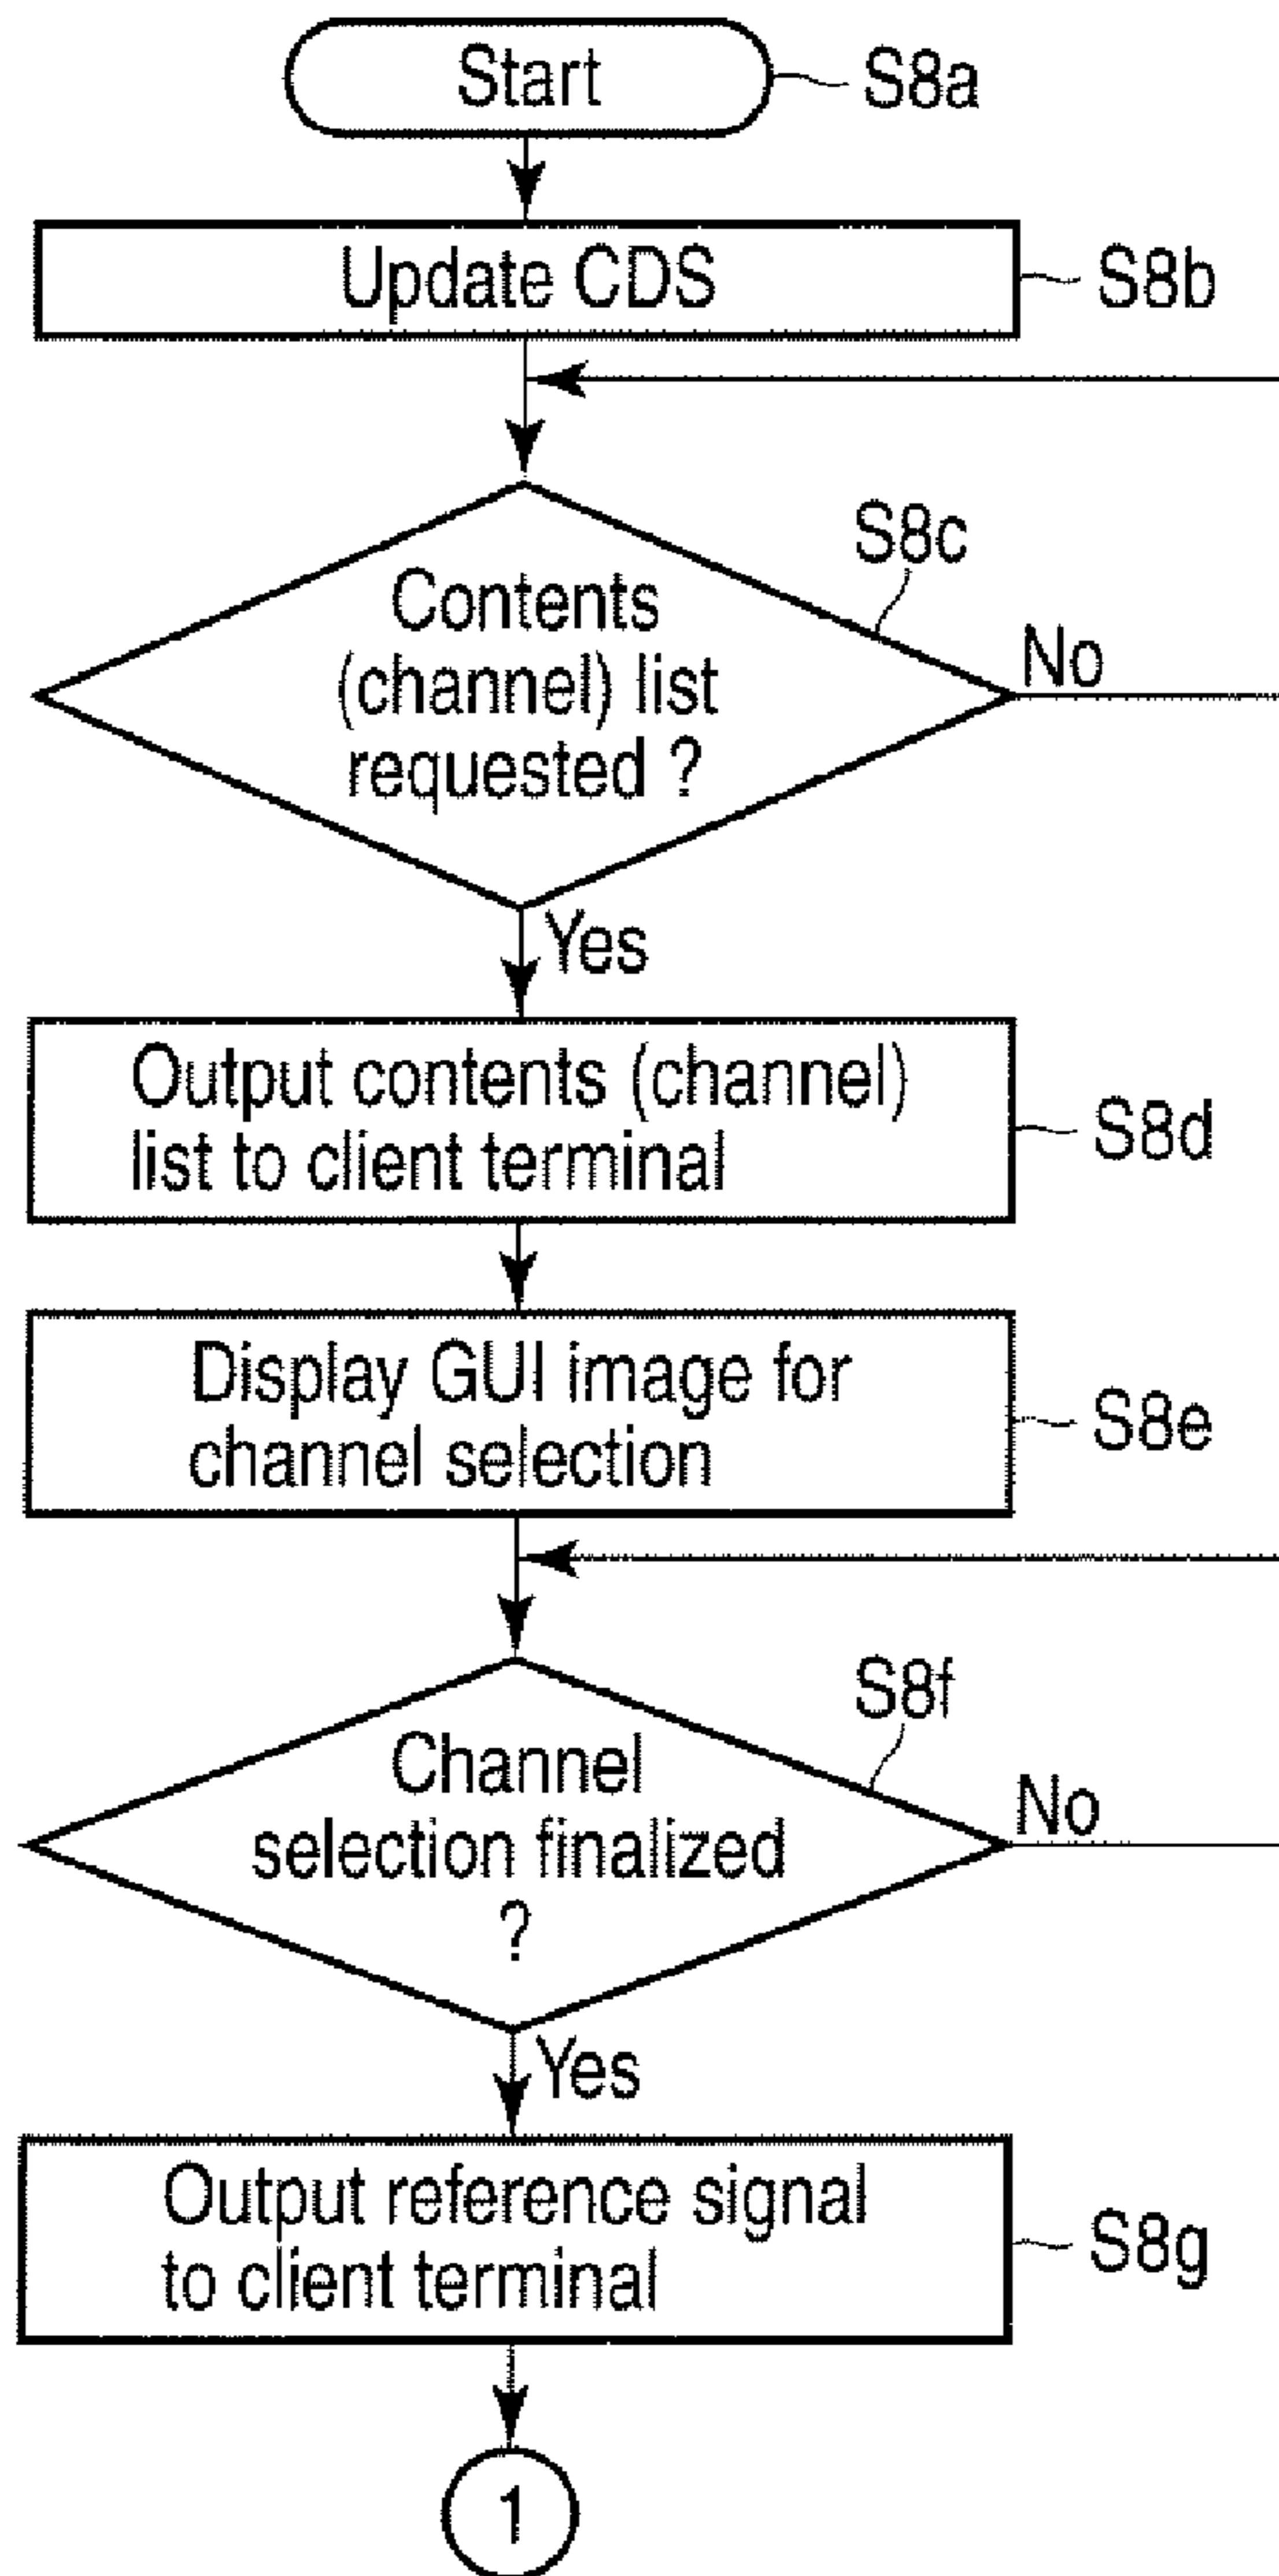 Start
S8a
Update CDS
S8b
S8c
Contents
(channel) list
requested ?
No
Yes
Output contents (channel)
list to client terminal
S8d
Display GUI image for
channel selection
S8e
S8f
Channel
selection finalized
?
No
Yes
Output reference signal
to client terminal
S8g
1